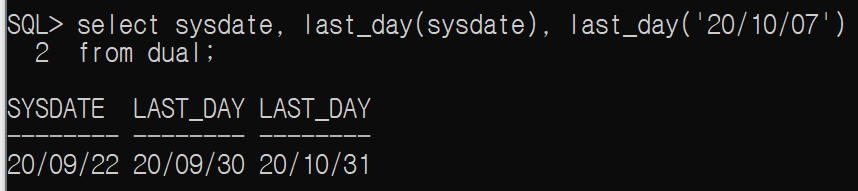 SQL> select sysdate, last_day(sysdate), last_day('20/10/07')
  2  from dual;
SYSDATE  LAST_DAY LAST_DAY
-------- -------- --------
20/09/22 20/09/30 20/10/31